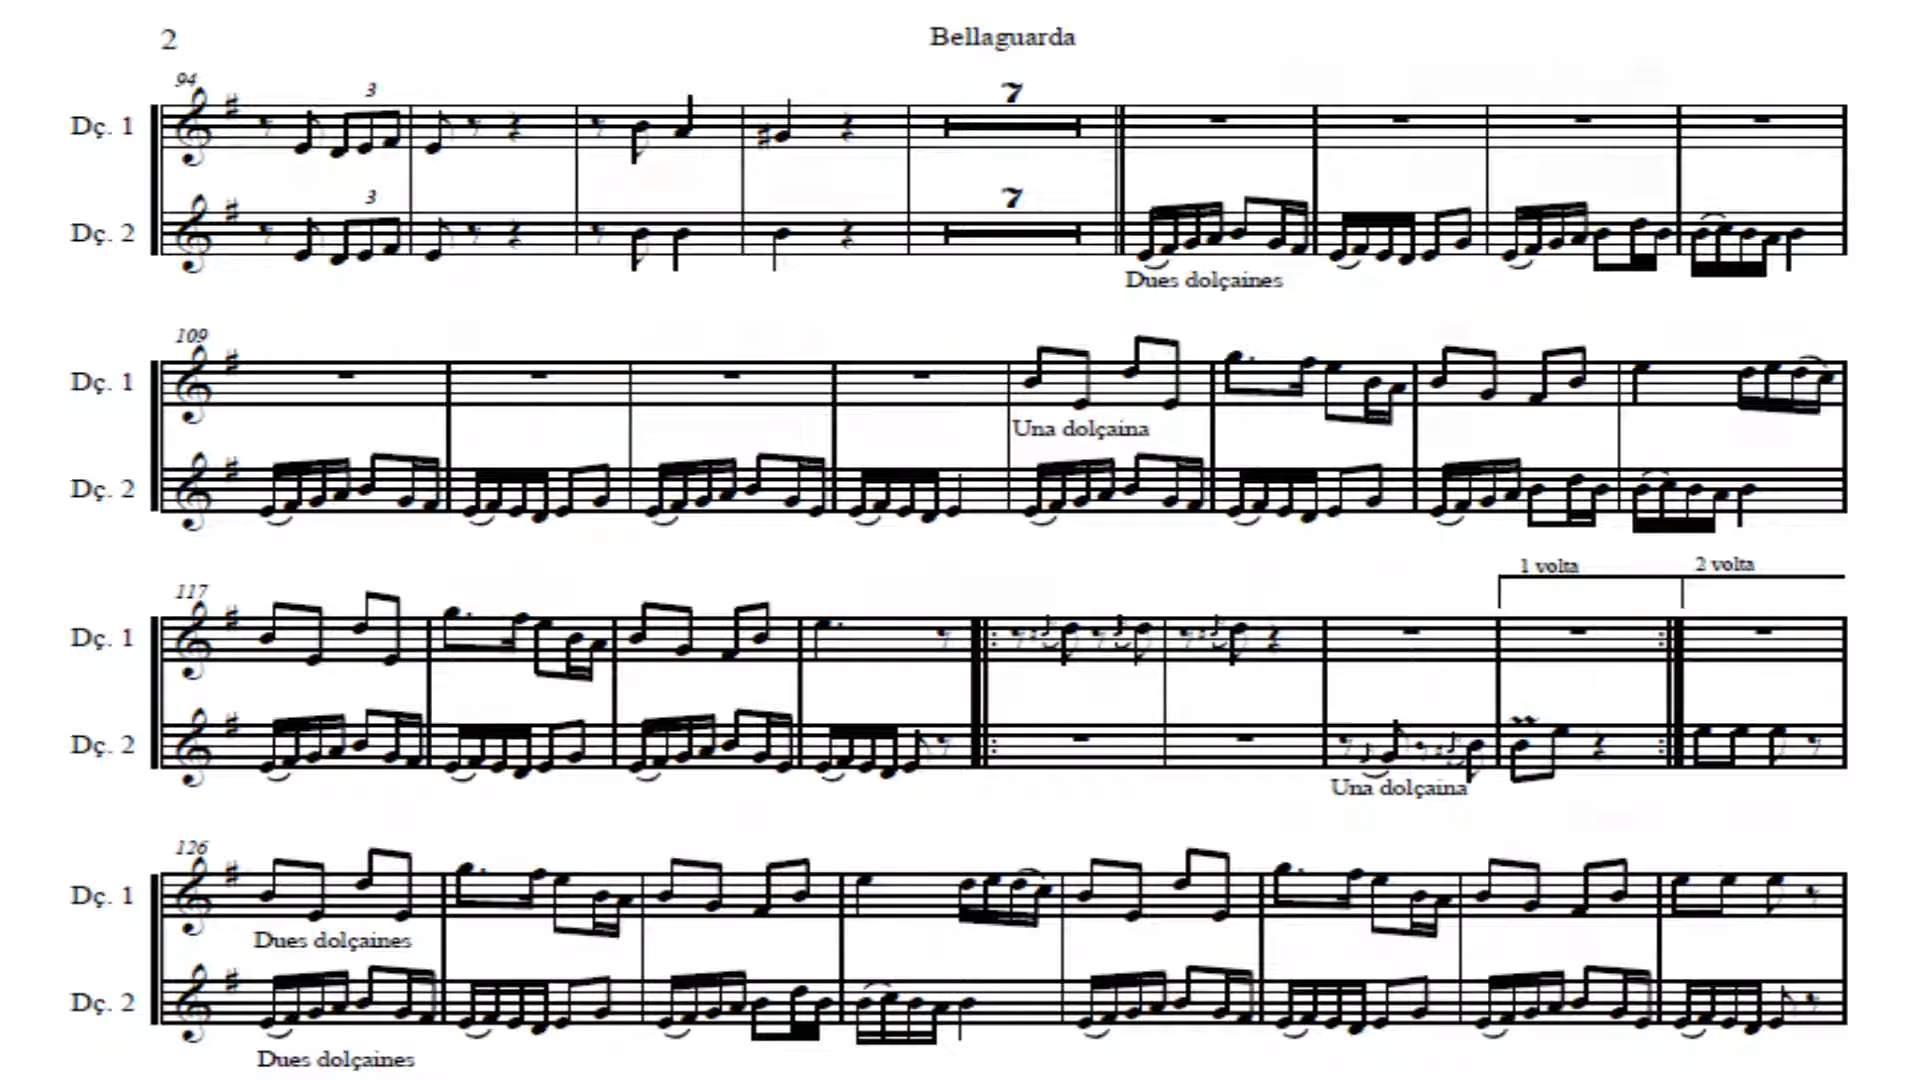 2
Bellaguarda
94
3
7
Dç. 1
3
7
Dç. 2
Dues dolçaines
109
Dç. 1
Una dolçaina
Dç. 2
1 volta
2 volta
117
Dç. 1
Dç. 2
Una dolçaina
126
Dç. 1
Dues dolçaines
Dç. 2
Dues dolçaines